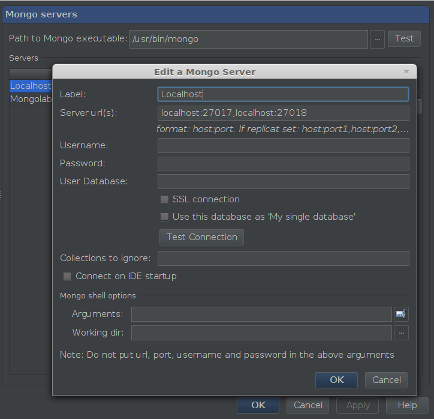 Mongo servers
Path to Mongo executable: /usr/bin/mongo ... Test
Servers
Edit a Mongo Server ×
Localhost
Mongolab
Label: Localhost
Server url(s): localhost:27017,localhost:27018
format: host:port. If replicat set: host:port1,host:port2,...
Username:
Password:
User Database:
SSL connection
Use this database as 'My single database'
Test Connection
Collections to ignore:
Connect on IDE startup
Mongo shell options
Arguments:
Working dir: ...
Note: Do not put url, port, username and password in the above arguments
OK Cancel
OK Cancel Apply Help